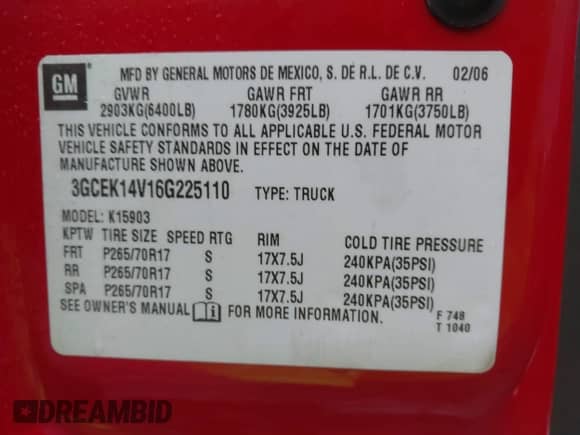 GM
MFD BY GENERAL MOTORS DE MEXICO, S. DE R.L. DE C.V. 02/06
GVWR GAWR FRT GAWR RR
2903KG(6400LB) 1780KG(3925LB) 1701KG(3750LB)
THIS VEHICLE CONFORMS TO ALL APPLICABLE U.S. FEDERAL MOTOR
VEHICLE SAFETY STANDARDS IN EFFECT ON THE DATE OF
MANUFACTURE SHOWN ABOVE.
3GCEK14V16G225110 TYPE: TRUCK
MODEL: K15903
KPTW TIRE SIZE SPEED RTG RIM COLD TIRE PRESSURE
FRT P265/70R17 S 17X7.5J 240KPA(35PSI)
RR P265/70R17 S 17X7.5J 240KPA(35PSI)
SPA P265/70R17 S 17X7.5J 240KPA(35PSI)
SEE OWNER'S MANUAL i FOR MORE INFORMATION.
F 748
T 1040
DREAMBID